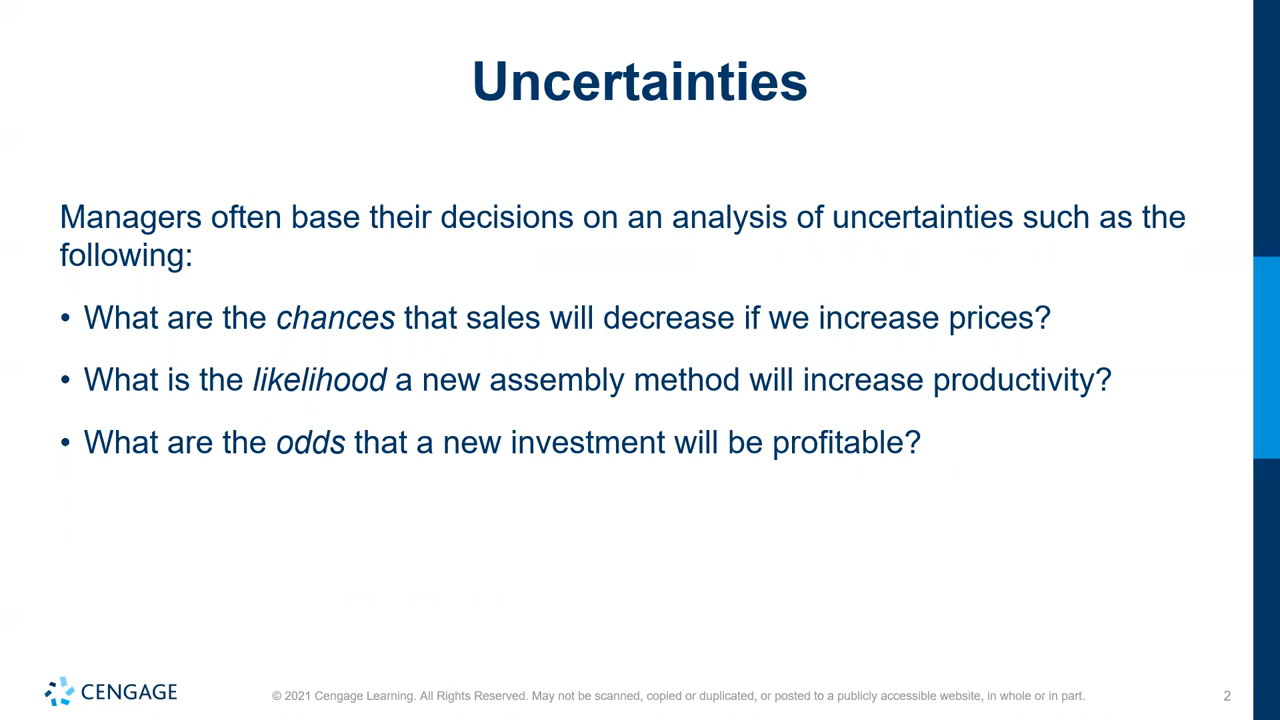 Uncertainties
Managers often base their decisions on an analysis of uncertainties such as the
following:
• What are the chances that sales will decrease if we increase prices?
• What is the likelihood a new assembly method will increase productivity?
• What are the odds that a new investment will be profitable?
CENGAGE
© 2021 Cengage Learning. All Rights Reserved. May not be scanned, copied or duplicated, or posted to a publicly accessible website, in whole or in part.
2